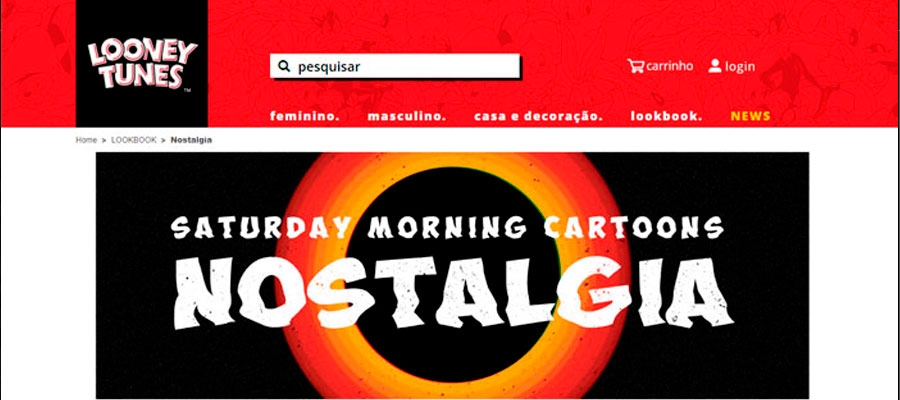 LOONEY
TUNES
TM
pesquisar
carrinho
login
feminino. masculino. casa e decoração. lookbook. NEWS
Home > LOOKBOOK > Nostalgia
SATURDAY MORNING CARTOONS
NOSTALGIA